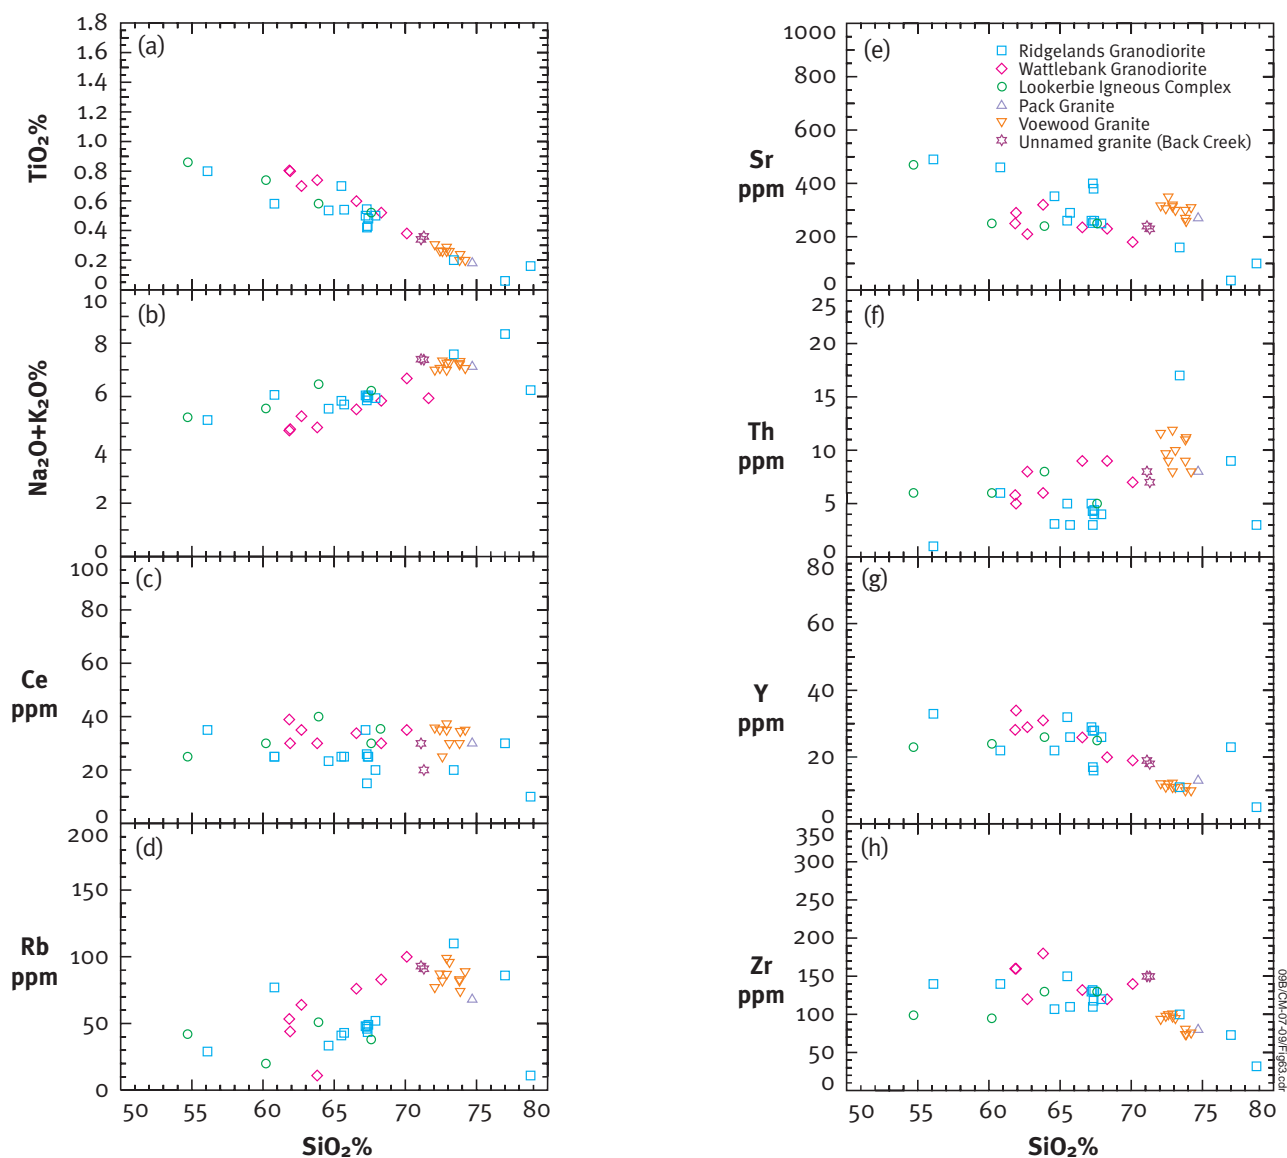 (a)
TiO₂%
1.8
1.6
1.4
1.2
1.0
0.8
0.6
0.4
0.2
0
(b)
Na₂O+K₂O%
10
8
6
4
2
0
(c)
Ce
ppm
100
80
60
40
20
0
(d)
Rb
ppm
200
150
100
50
0
50 55 60 65 70 75 80
SiO₂%
(e)
Sr
ppm
1000
800
600
400
200
0
Ridgelands Granodiorite
Wattlebank Granodiorite
Lookerbie Igneous Complex
Pack Granite
Voewood Granite
Unnamed granite (Back Creek)
(f)
Th
ppm
25
20
15
10
5
0
(g)
Y
ppm
80
60
40
20
0
(h)
Zr
ppm
350
300
250
200
150
100
50
0
50 55 60 65 70 75 80
SiO₂%
09B/CM-07-09/Fig63.cdr